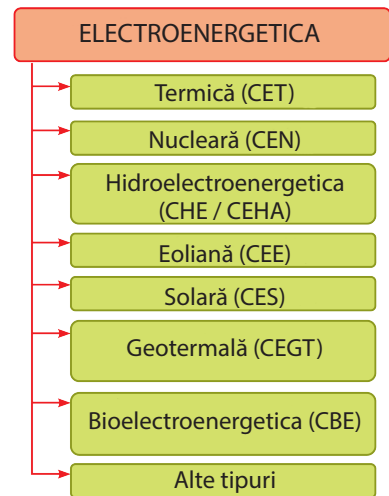 ELECTROENERGETICA
Termică (CET)
Nucleară (CEN)
Hidroelectroenergetica
(CHE / CEHA)
Eoliană (CEE)
Solară (CES)
Geotermală (CEGT)
Bioelectroenergetica (CBE)
Alte tipuri